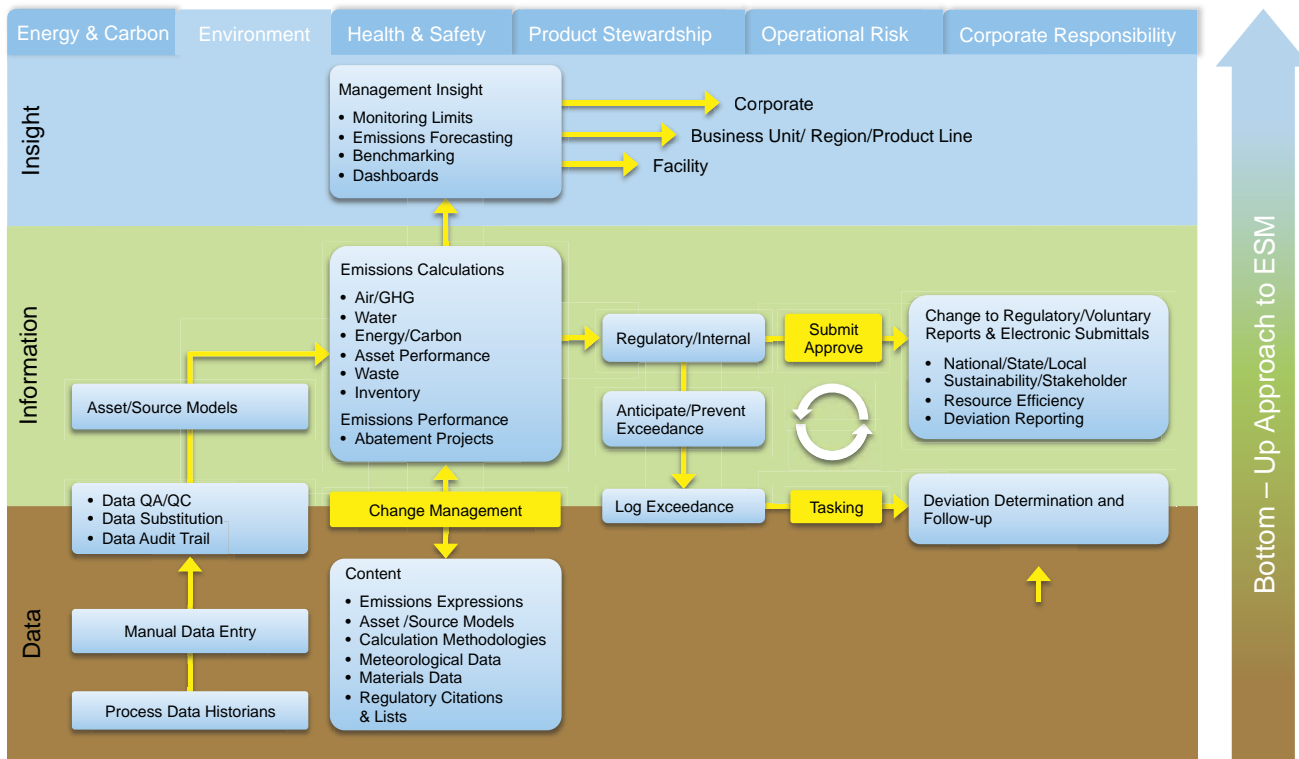 Energy & Carbon
Environment
Health & Safety
Product Stewardship
Operational Risk
Corporate Responsibility
Insight
Management Insight
• Monitoring Limits
• Emissions Forecasting
• Benchmarking
• Dashboards
Corporate
Business Unit/ Region/Product Line
Facility
Information
Emissions Calculations
• Air/GHG
• Water
• Energy/Carbon
• Asset Performance
• Waste
• Inventory
Emissions Performance
• Abatement Projects
Asset/Source Models
Regulatory/Internal
Submit
Approve
Change to Regulatory/Voluntary
Reports & Electronic Submittals
• National/State/Local
• Sustainability/Stakeholder
• Resource Efficiency
• Deviation Reporting
Anticipate/Prevent
Exceedance
• Data QA/QC
• Data Substitution
• Data Audit Trail
Change Management
Log Exceedance
Tasking
Deviation Determination and
Follow-up
Data
Manual Data Entry
Process Data Historians
Content
• Emissions Expressions
• Asset /Source Models
• Calculation Methodologies
• Meteorological Data
• Materials Data
• Regulatory Citations
& Lists
Bottom – Up Approach to ESM